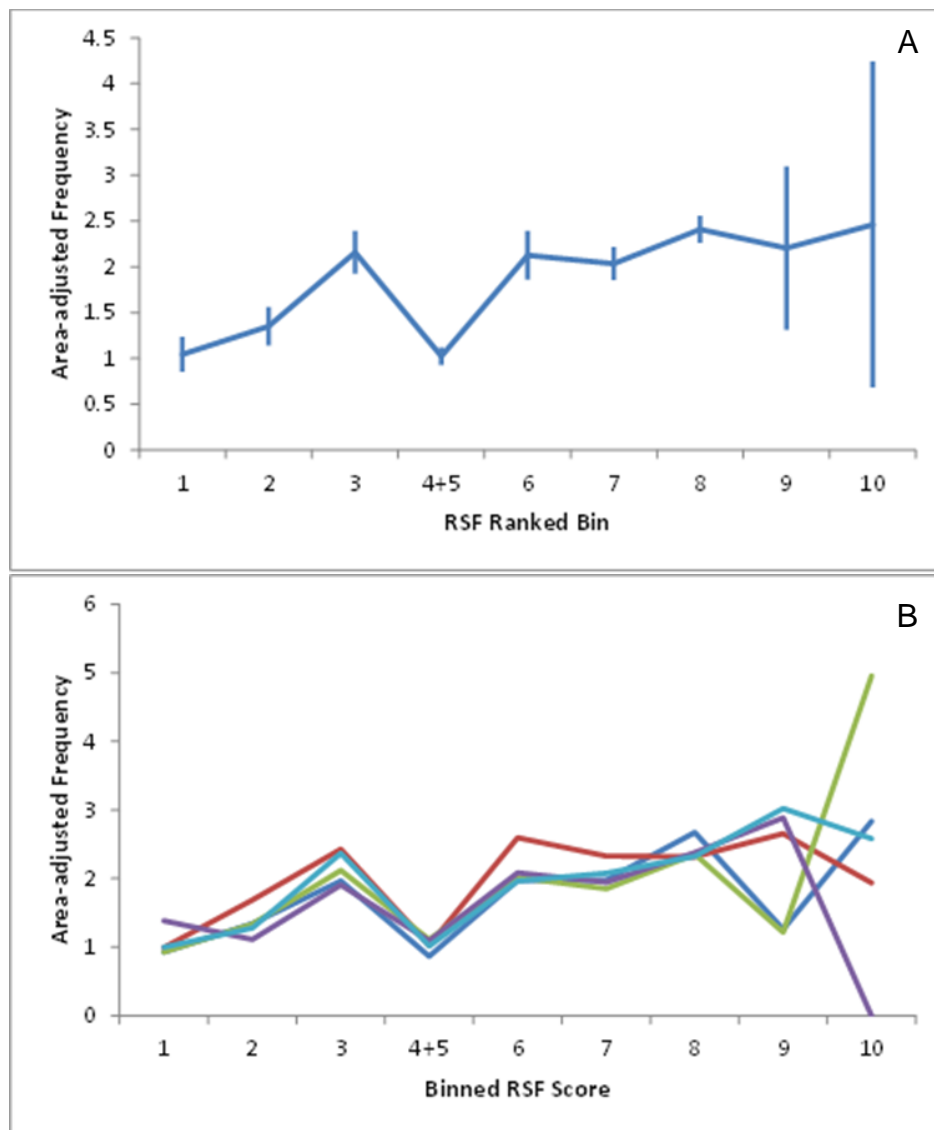 A
4.5
4
3.5
3
2.5
2
1.5
1
0.5
0
Area-adjusted Frequency
1 2 3 4+5 6 7 8 9 10
RSF Ranked Bin
B
6
5
4
3
2
1
0
Area-adjusted Frequency
1 2 3 4+5 6 7 8 9 10
Binned RSF Score